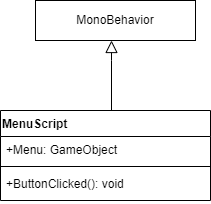 MonoBehavior
MenuScript
+Menu: GameObject
+ButtonClicked(): void